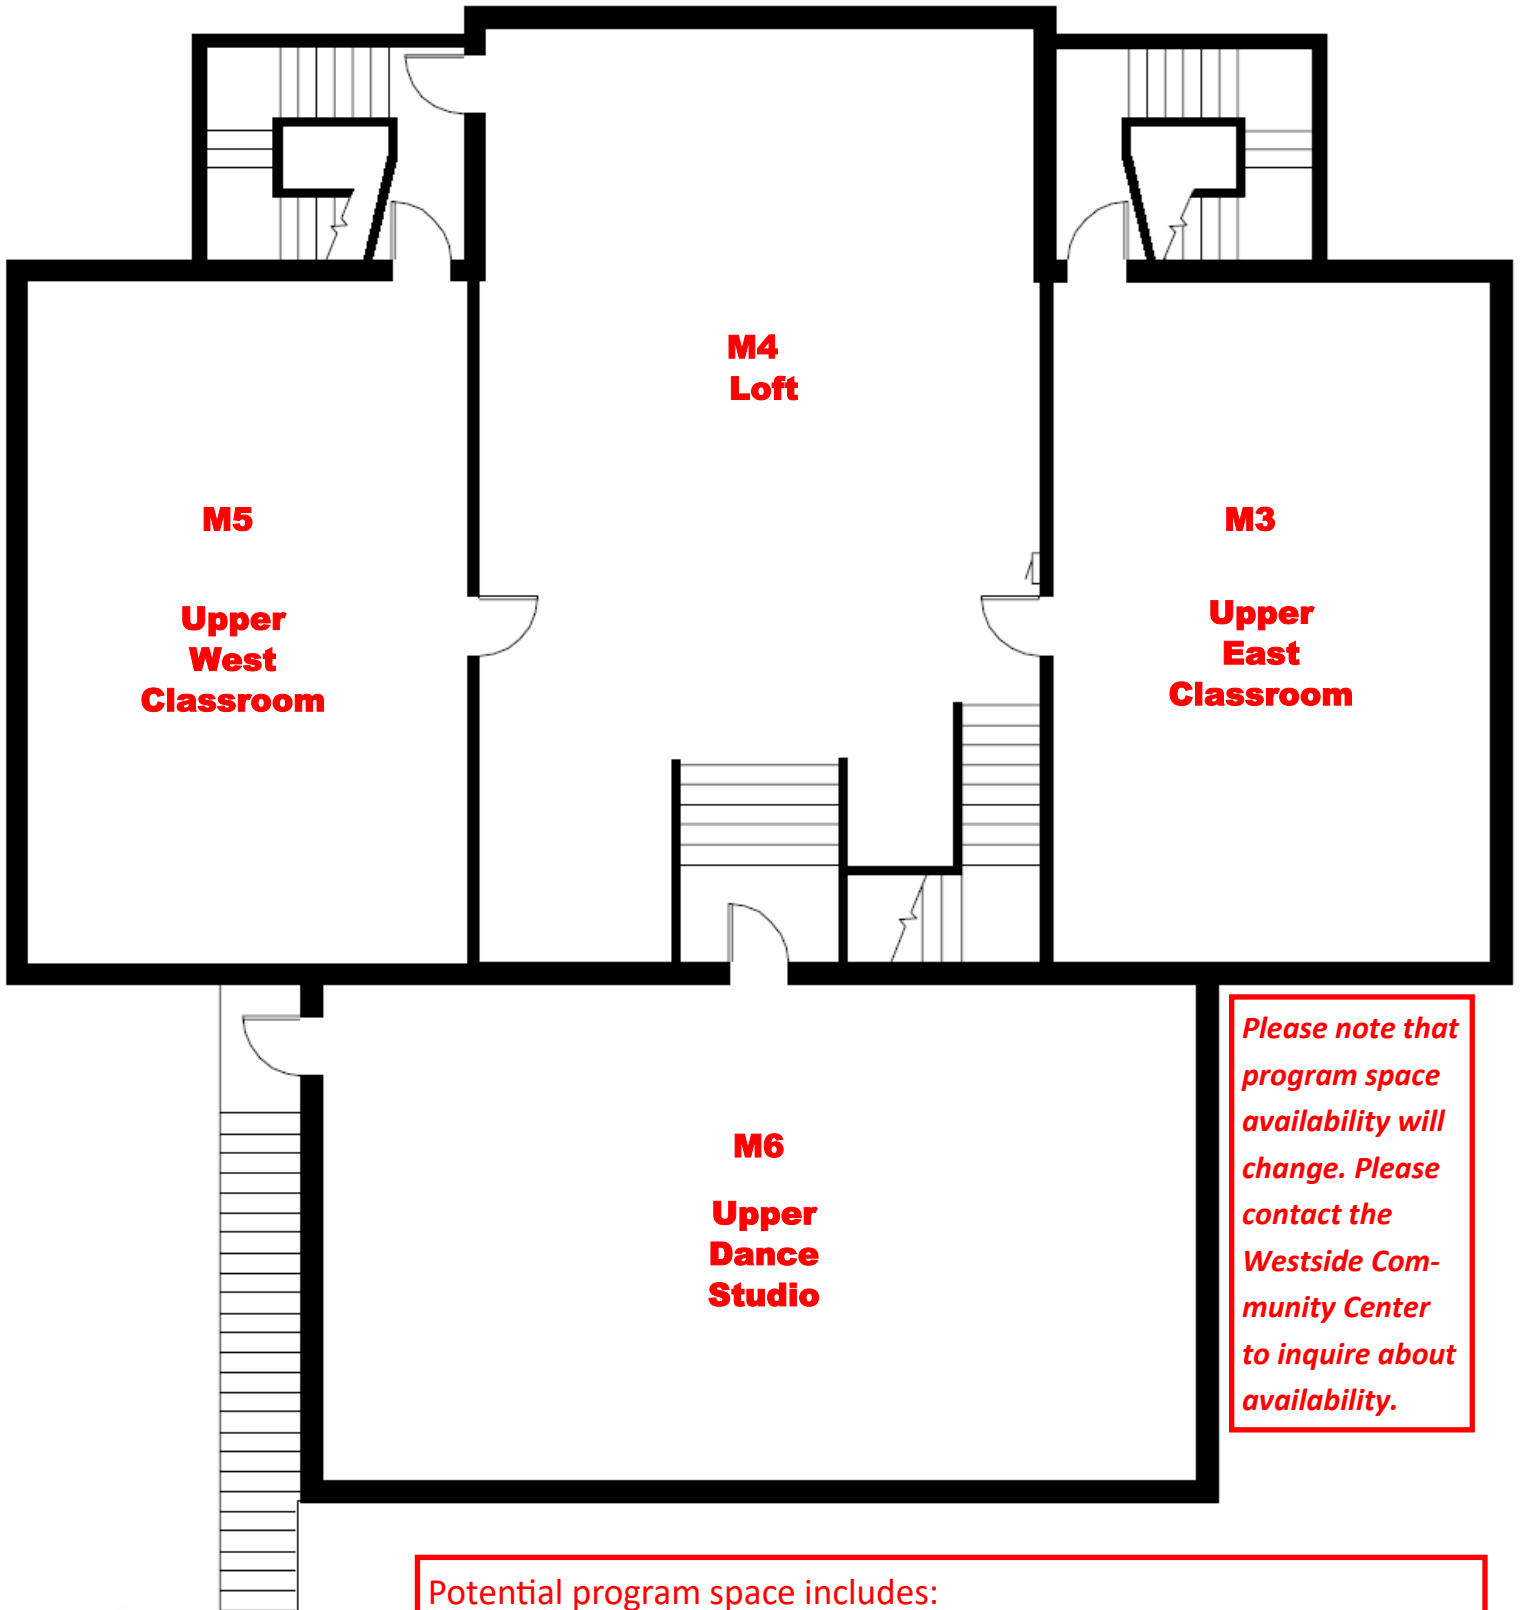 M4
Loft
M5
Upper
West
Classroom
M3
Upper
East
Classroom
M6
Upper
Dance
Studio
Please note that
program space
availability will
change. Please
contact the
Westside Com-
munity Center
to inquire about
availability.
Potential program space includes: